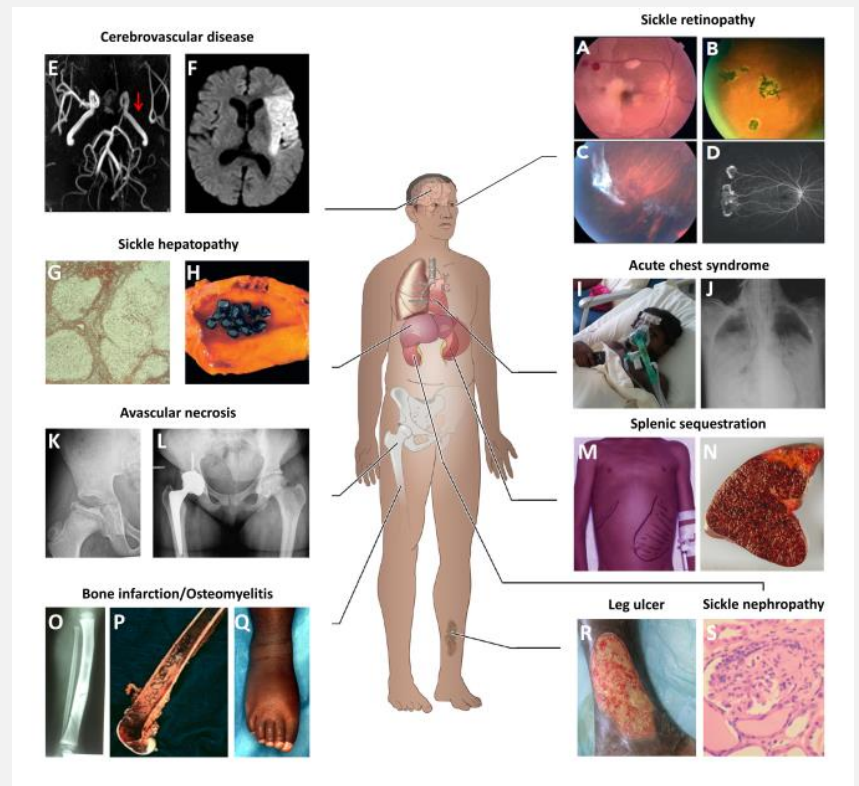 Sickle retinopathy
Cerebrovascular disease
E
F
A
B
C
D
Sickle hepatopathy
G
H
Acute chest syndrome
I
J
Avascular necrosis
K
L
Splenic sequestration
M
N
Bone infarction/Osteomyelitis
O
P
Q
Leg ulcer
Sickle nephropathy
R
S